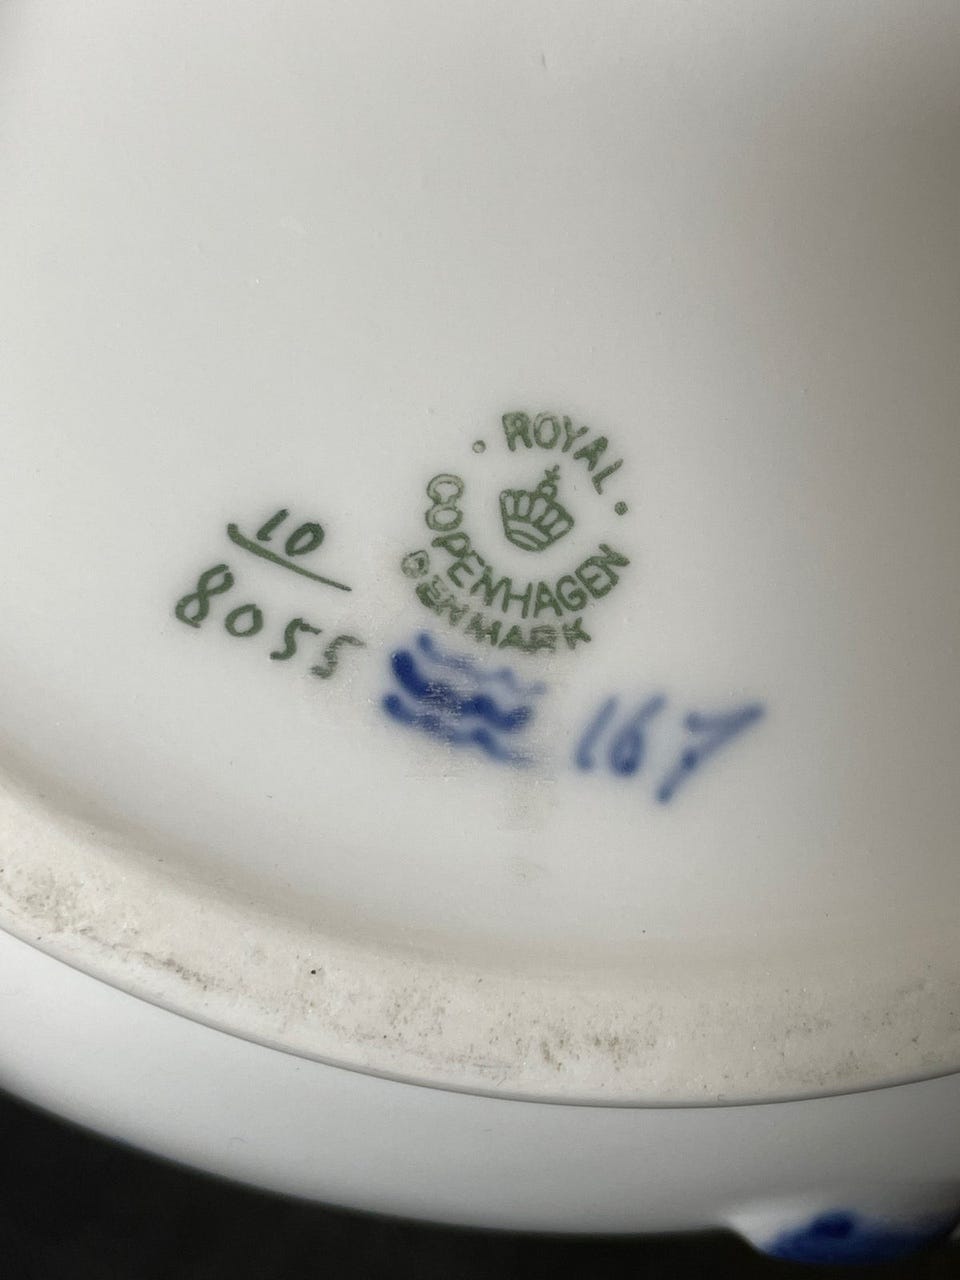 ROYAL
COPENHAGEN
DENMARK
10
8055
167